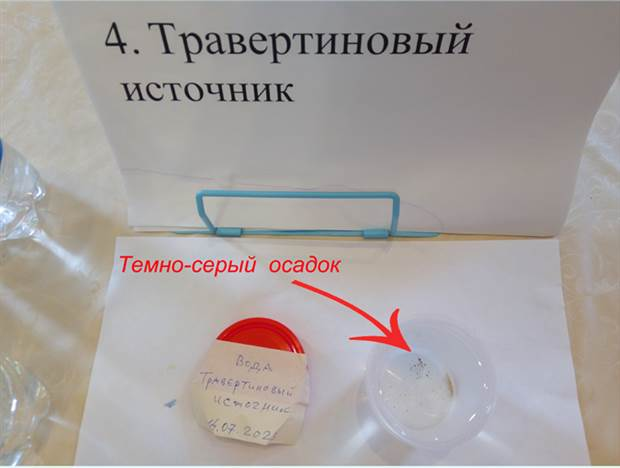 4. Травертиновый
источник
Темно-серый осадок
Вода
Травертиновый
источник